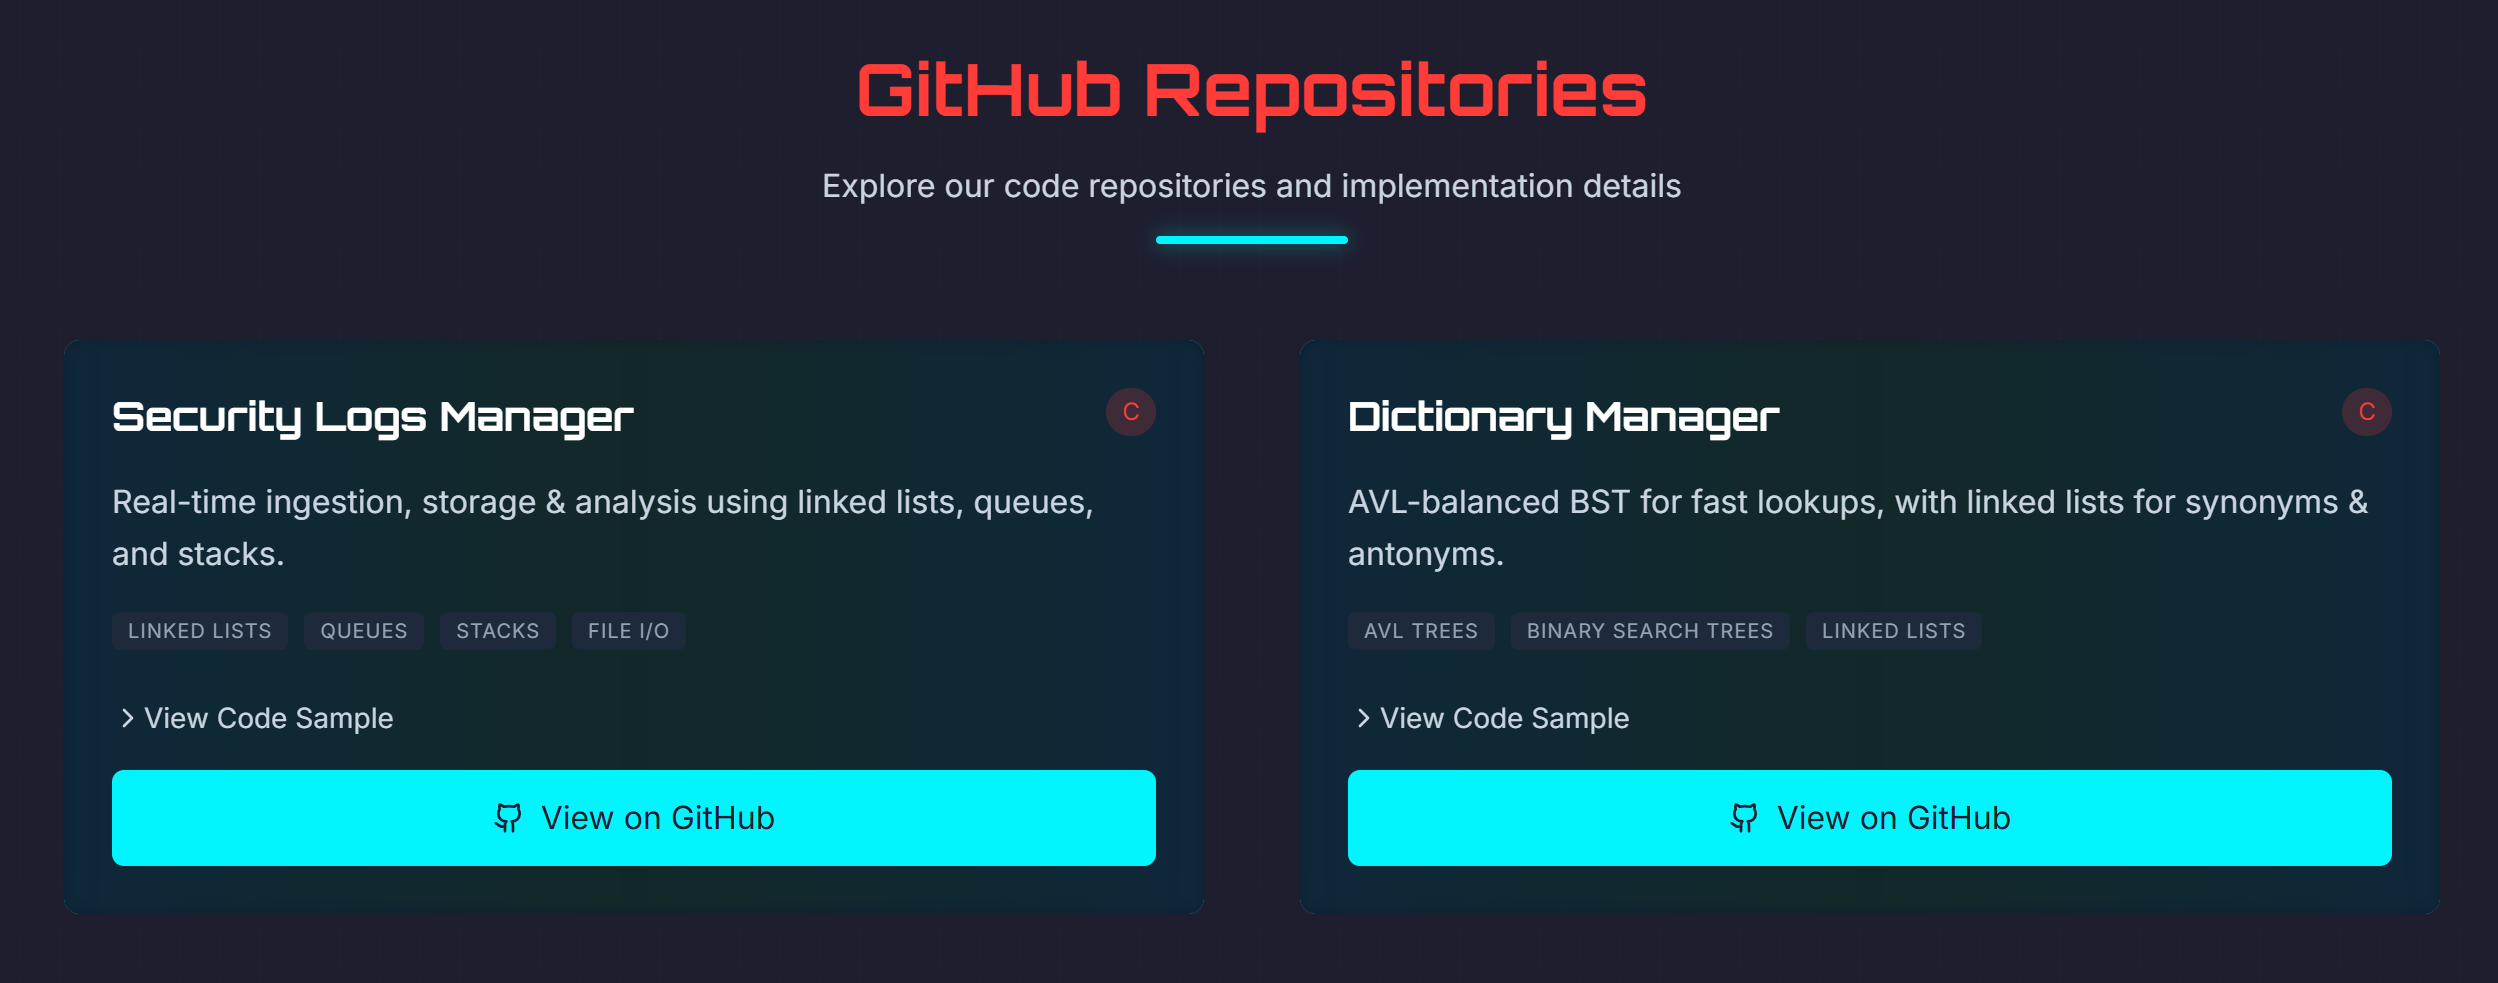 GitHub Repositories
Explore our code repositories and implementation details
Security Logs Manager
C
Real-time ingestion, storage & analysis using linked lists, queues,
and stacks.
LINKED LISTS QUEUES STACKS FILE I/O
View Code Sample
View on GitHub
Dictionary Manager
C
AVL-balanced BST for fast lookups, with linked lists for synonyms &
antonyms.
AVL TREES BINARY SEARCH TREES LINKED LISTS
View Code Sample
View on GitHub